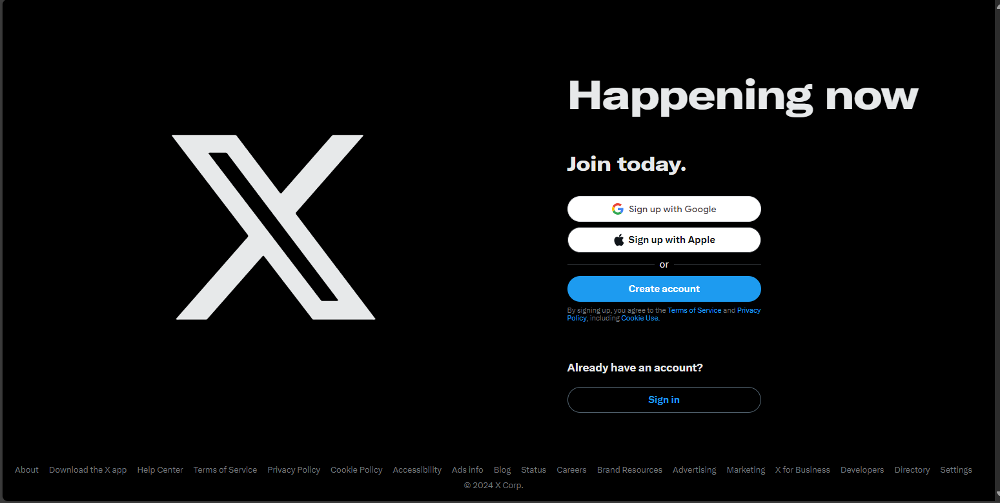 Happening now
Join today.
Sign up with Google
Sign up with Apple
or
Create account
By signing up, you agree to the Terms of Service and Privacy
Policy, including Cookie Use.
Already have an account?
Sign in
About Download the X app Help Center Terms of Service Privacy Policy Cookie Policy Accessibility Ads info Blog Status Careers Brand Resources Advertising Marketing X for Business Developers Directory Settings
© 2024 X Corp.